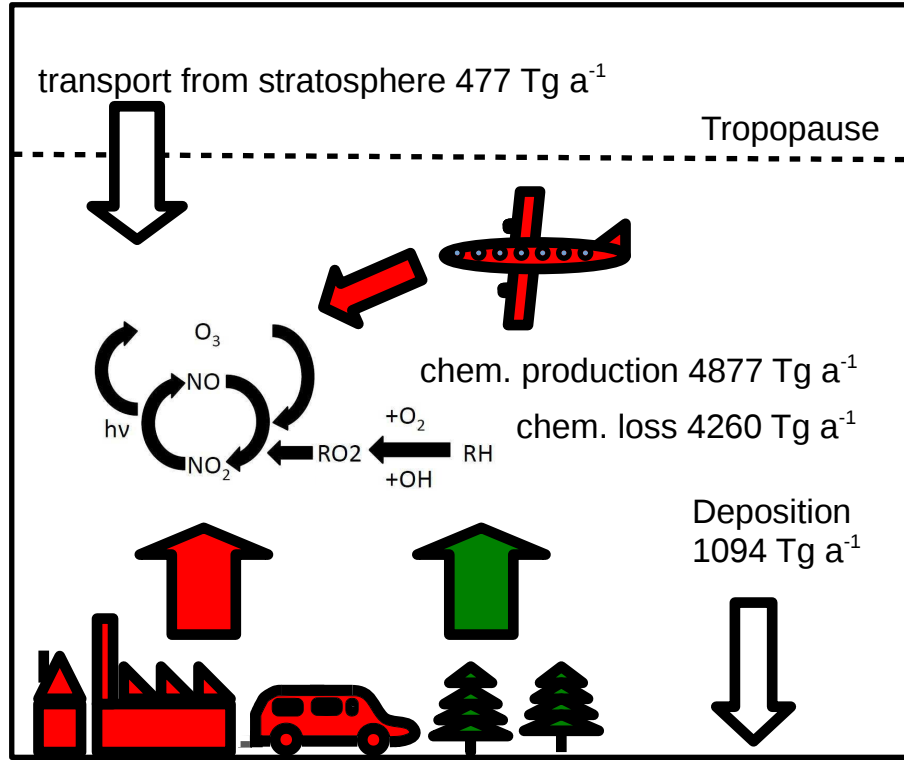 transport from stratosphere 477 Tg a⁻¹
Tropopause
O₃
NO
chem. production 4877 Tg a⁻¹
hν
+O₂
chem. loss 4260 Tg a⁻¹
NO₂
RO2
RH
+OH
Deposition
1094 Tg a⁻¹